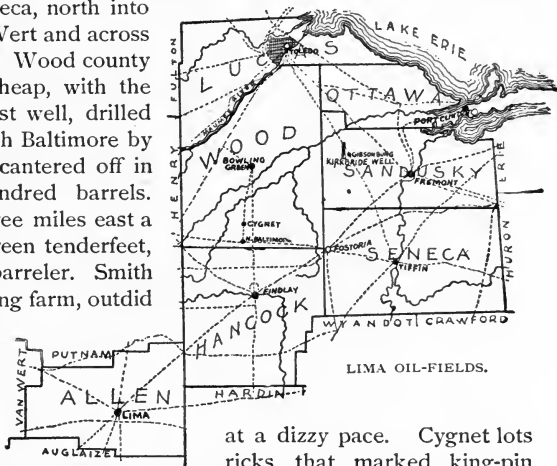 eca, north into
Vert and across
Wood county
heap, with the
st well, drilled
h Baltimore by
cantered off in
ndred barrels.
ree miles east a
reen tenderfeet,
barreler. Smith
ng farm, outdid
LAKE ERIE
FULTON
LUCAS
TOLEDO
OTTAWA
PORT CLINTON
HENRY
WOOD
BOWLING
GREEN
GIBSONBURG
KIRKBRIDE WELL
SANDUSKY
FREMONT
ERIE
CYGNET
N. BALTIMORE
FOSTORIA
SENECA
TIFFIN
HURON
FINDLAY
HANCOCK
WYANDOT CRAWFORD
LIMA OIL-FIELDS.
PUTNAM
VAN WERT
ALLEN
LIMA
HARDIN
AUGLAIZE
at a dizzy pace. Cygnet lots
ricks that marked king-pin